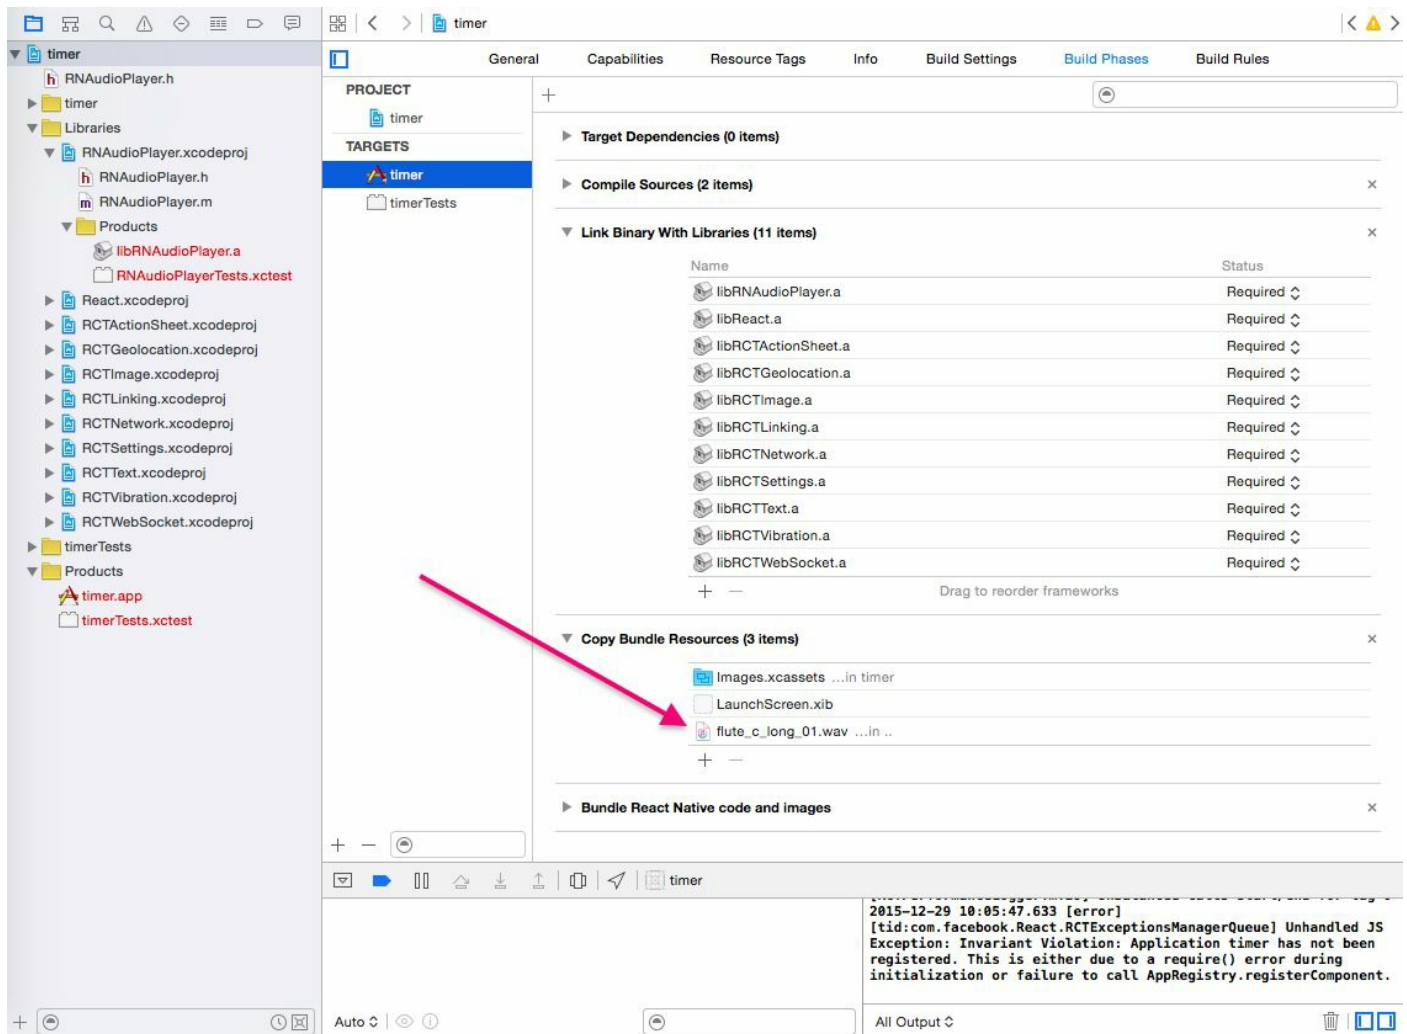 timer
timer
RNAudioPlayer.h
timer
Libraries
RNAudioPlayer.xcodeproj
RNAudioPlayer.h
RNAudioPlayer.m
Products
libRNAudioPlayer.a
RNAudioPlayerTests.xctest
React.xcodeproj
RCTActionSheet.xcodeproj
RCTGeolocation.xcodeproj
RCTImage.xcodeproj
RCTLinking.xcodeproj
RCTNetwork.xcodeproj
RCTSettings.xcodeproj
RCTText.xcodeproj
RCTVibration.xcodeproj
RCTWebSocket.xcodeproj
timerTests
Products
timer.app
timerTests.xctest
General Capabilities Resource Tags Info Build Settings Build Phases Build Rules
PROJECT
timer
TARGETS
timer
timerTests
Target Dependencies (0 items)
Compile Sources (2 items)
Link Binary With Libraries (11 items)
Name Status
libRNAudioPlayer.a Required
libReact.a Required
libRCTActionSheet.a Required
libRCTGeolocation.a Required
libRCTImage.a Required
libRCTLinking.a Required
libRCTNetwork.a Required
libRCTSettings.a Required
libRCTText.a Required
libRCTVibration.a Required
libRCTWebSocket.a Required
Drag to reorder frameworks
Copy Bundle Resources (3 items)
Images.xcassets ...in timer
LaunchScreen.xib
flute_c_long_01.wav ...in ..
Bundle React Native code and images
timer
2015-12-29 10:05:47.633 [error]
[tid:com.facebook.React.RCTExceptionsManagerQueue] Unhandled JS
Exception: Invariant Violation: Application timer has not been
registered. This is either due to a require() error during
initialization or failure to call AppRegistry.registerComponent.
Auto
All Output